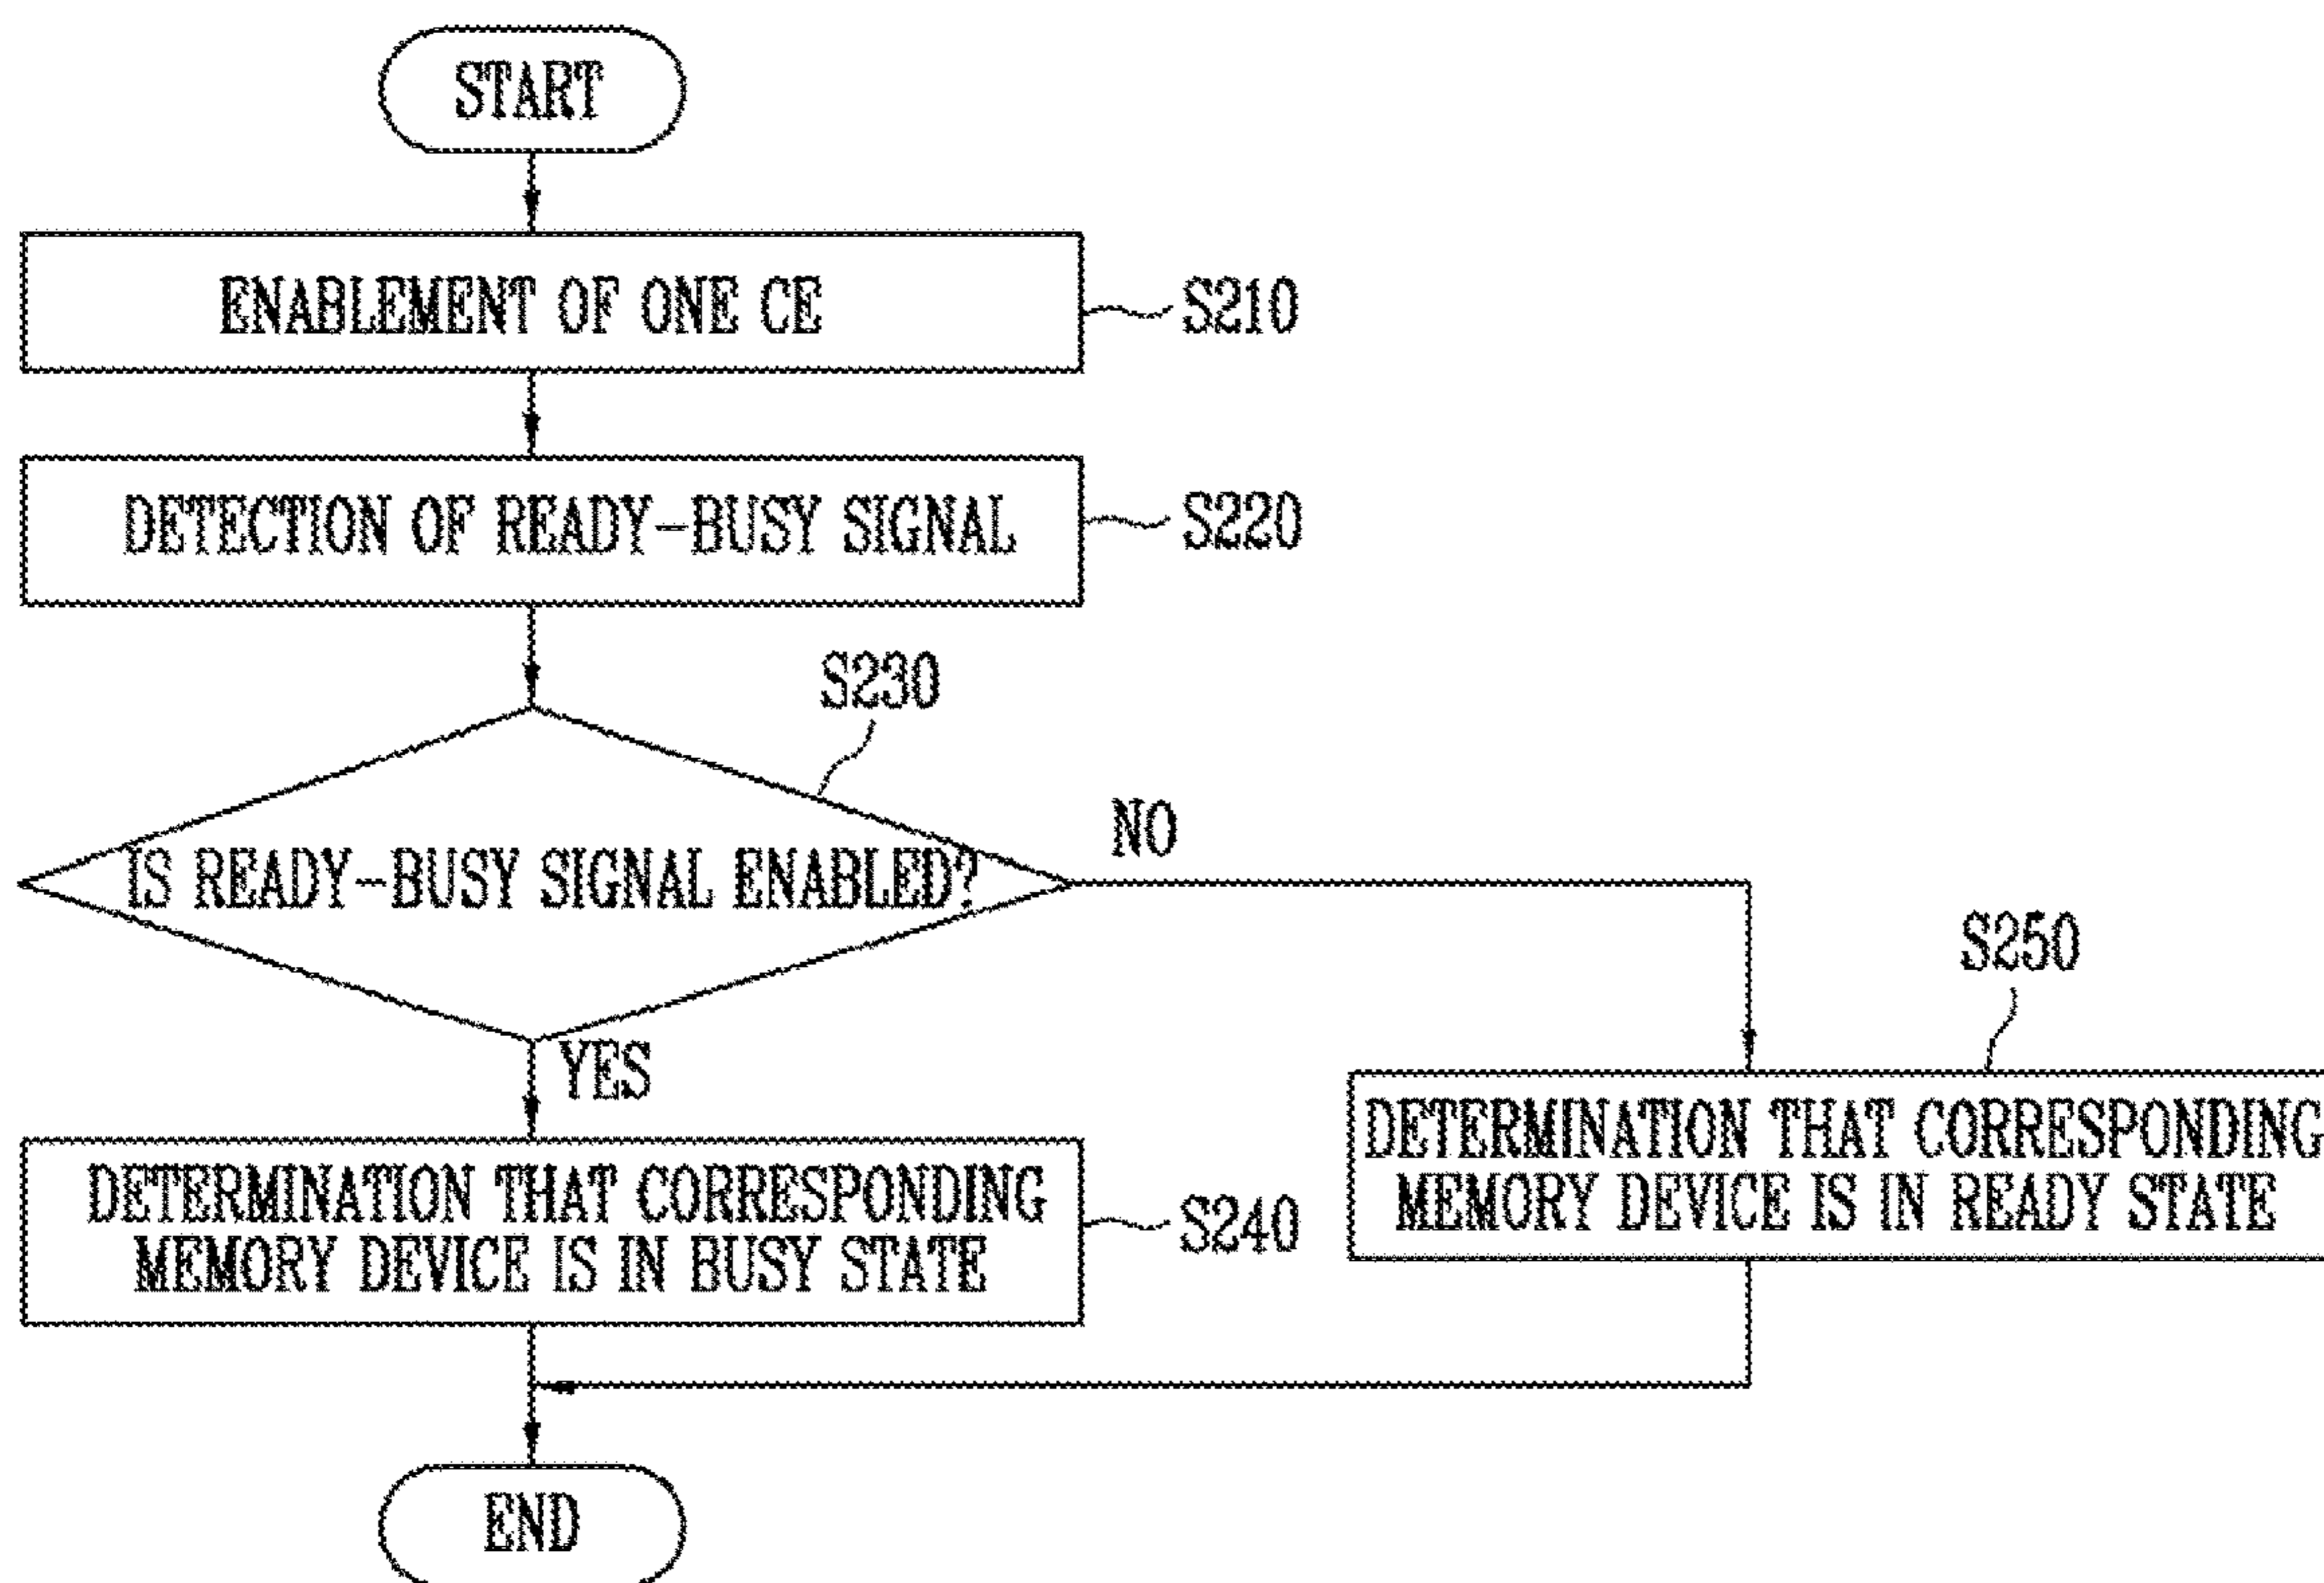 START
ENABLEMENT OF ONE CE
S210
DETECTION OF READY-BUSY SIGNAL
S220
S230
IS READY-BUSY SIGNAL ENABLED?
NO
YES
S250
DETERMINATION THAT CORRESPONDING
MEMORY DEVICE IS IN READY STATE
DETERMINATION THAT CORRESPONDING
MEMORY DEVICE IS IN BUSY STATE
S240
END